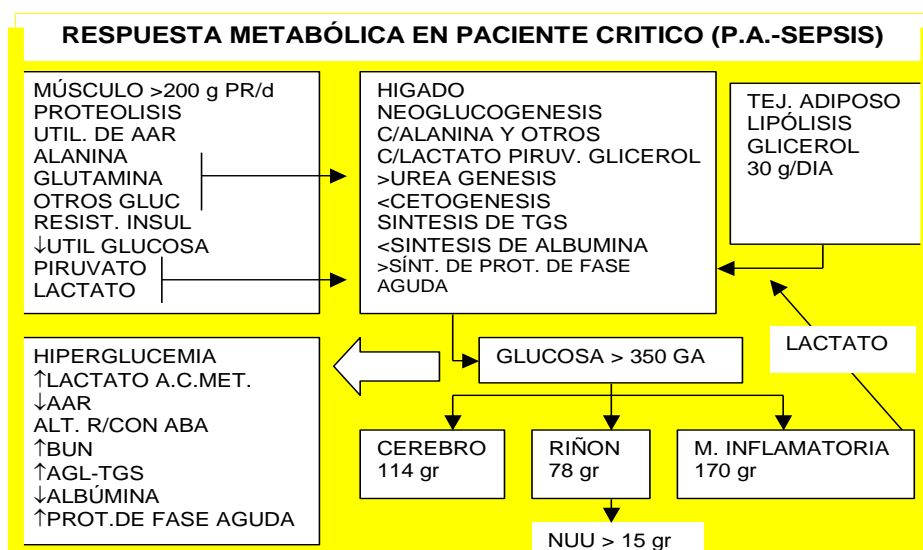 RESPUESTA METABÓLICA EN PACIENTE CRITICO (P.A.-SEPSIS)
MÚSCULO >200 g PR/d
PROTEOLISIS
UTIL. DE AAR
ALANINA
GLUTAMINA
OTROS GLUC
RESIST. INSUL
↓UTIL GLUCOSA
PIRUVATO
LACTATO
HIGADO
NEOGLUCOGENESIS
C/ALANINA Y OTROS
C/LACTATO PIRUV. GLICEROL
>UREA GENESIS
<CETOGENESIS
SINTESIS DE TGS
<SINTESIS DE ALBUMINA
>SÍNT. DE PROT. DE FASE
AGUDA
TEJ. ADIPOSO
LIPÓLISIS
GLICEROL
30 g/DIA
LACTATO
GLUCOSA > 350 GA
HIPERGLUCEMIA
↑LACTATO A.C.MET.
↓AAR
ALT. R/CON ABA
↑BUN
↑AGL-TGS
↓ALBÚMINA
↑PROT.DE FASE AGUDA
CEREBRO
114 gr
RIÑON
78 gr
M. INFLAMATORIA
170 gr
NUU > 15 gr